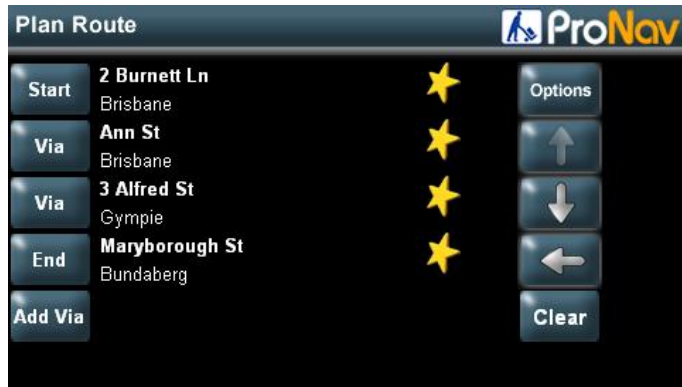 Plan Route
ProNav
Start
2 Burnett Ln
Brisbane
Options
Via
Ann St
Brisbane
Via
3 Alfred St
Gympie
End
Maryborough St
Bundaberg
Add Via
Clear